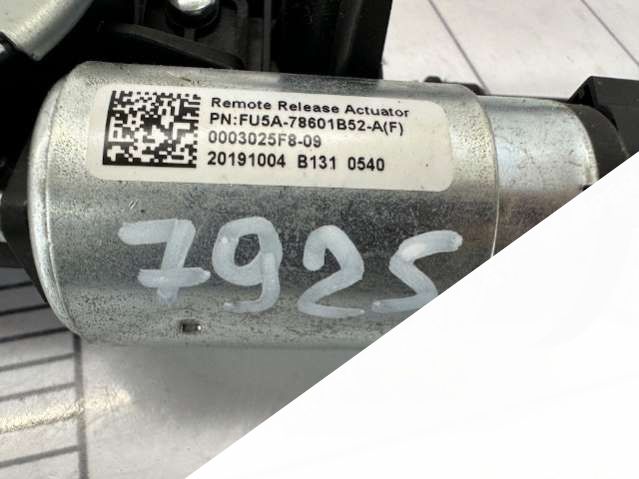 Remote Release Actuator
PN:FU5A-78601B52-A(F)
0003025F8-09
20191004 B131 0540
7925